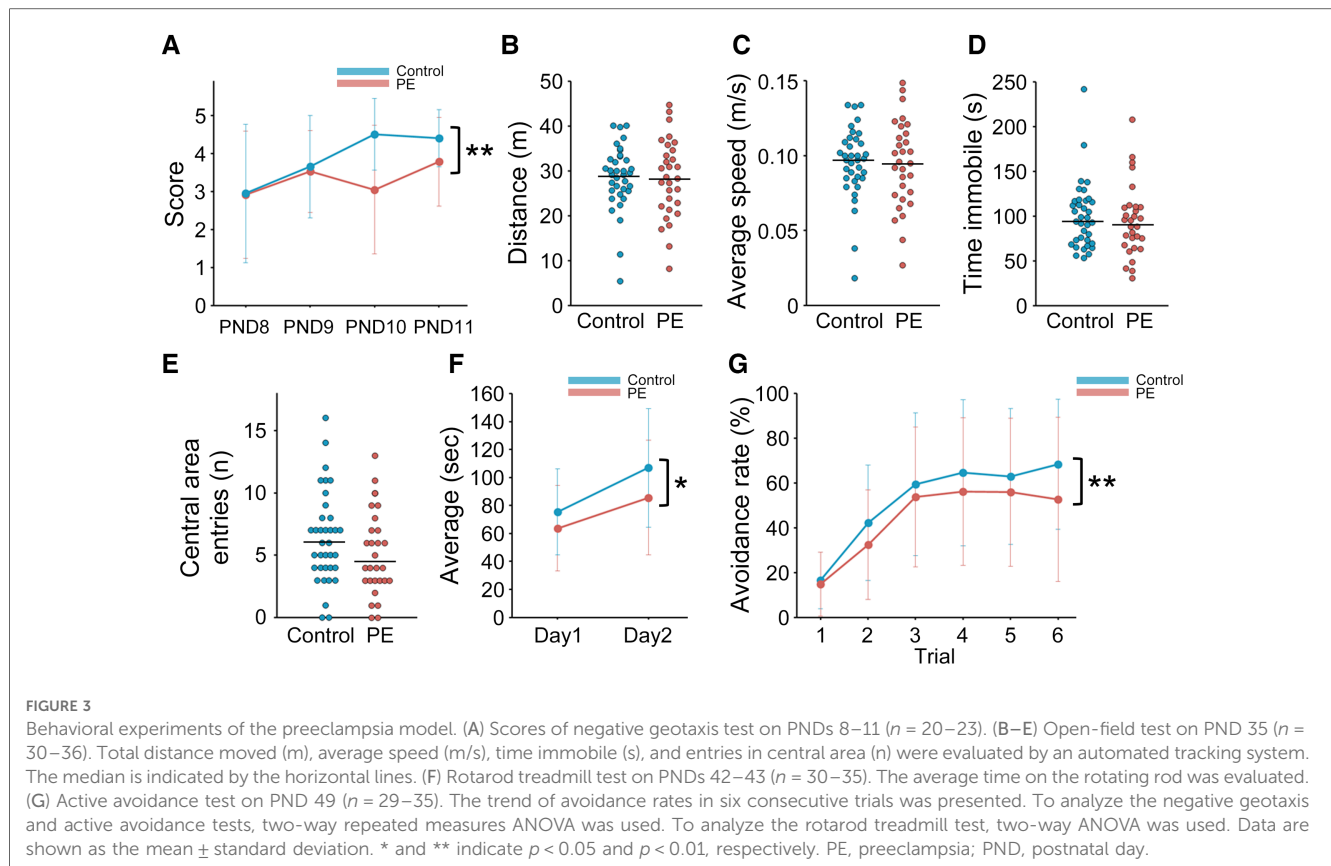 A
Control
PE
5
4
3
2
1
0
Score
**
PND8 PND9 PND10 PND11
B
50
40
30
20
10
0
Distance (m)
Control PE
C
0.15
0.10
0.05
0
Average speed (m/s)
Control PE
D
250
200
150
100
50
0
Time immobile (s)
Control PE
E
15
10
5
0
Central area
entries (n)
Control PE
F
Control
PE
160
140
120
100
80
60
40
20
0
Average (sec)
*
Day1 Day2
G
Control
PE
100
80
60
40
20
0
Avoidance rate (%)
**
1 2 3 4 5 6
Trial
FIGURE 3
Behavioral experiments of the preeclampsia model. (A) Scores of negative geotaxis test on PNDs 8–11 (n = 20–23). (B–E) Open-field test on PND 35 (n =
30–36). Total distance moved (m), average speed (m/s), time immobile (s), and entries in central area (n) were evaluated by an automated tracking system.
The median is indicated by the horizontal lines. (F) Rotarod treadmill test on PNDs 42–43 (n = 30–35). The average time on the rotating rod was evaluated.
(G) Active avoidance test on PND 49 (n = 29–35). The trend of avoidance rates in six consecutive trials was presented. To analyze the negative geotaxis
and active avoidance tests, two-way repeated measures ANOVA was used. To analyze the rotarod treadmill test, two-way ANOVA was used. Data are
shown as the mean ± standard deviation. * and ** indicate p < 0.05 and p < 0.01, respectively. PE, preeclampsia; PND, postnatal day.